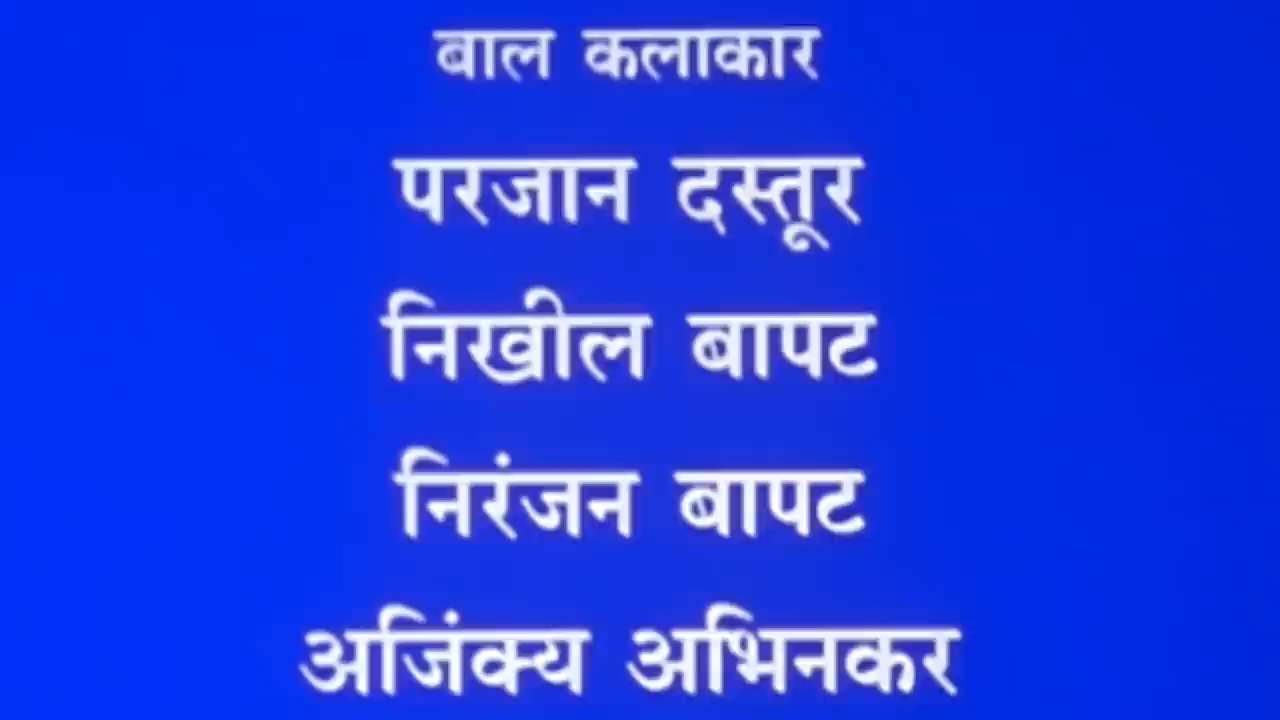 बाल कलाकार
परजान दस्तूर
निखील बापट
निरंजन बापट
अजिंक्य अभिनकर